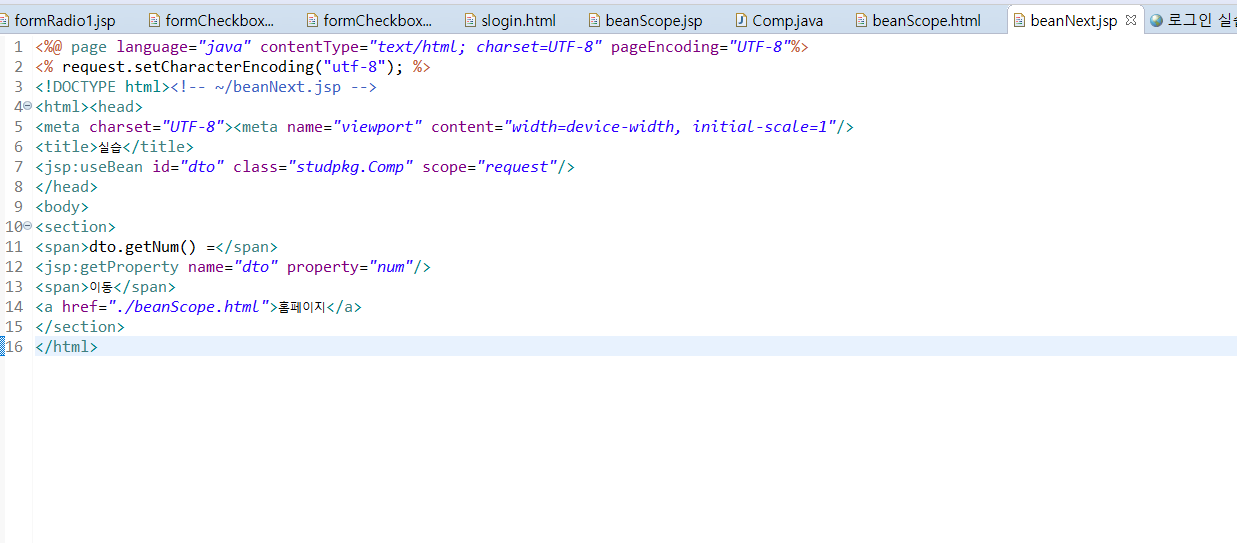 formRadio1.jsp formCheckbox... formCheckbox... slogin.html beanScope.jsp Comp.java beanScope.html beanNext.jsp 로그인 실습
1 <%@ page language="java" contentType="text/html; charset=UTF-8" pageEncoding="UTF-8"%>
2 <% request.setCharacterEncoding("utf-8"); %>
3 <!DOCTYPE html><!-- ~/beanNext.jsp -->
4 <html><head>
5 <meta charset="UTF-8"><meta name="viewport" content="width=device-width, initial-scale=1"/>
6 <title>실습</title>
7 <jsp:useBean id="dto" class="studpkg.Comp" scope="request"/>
8 </head>
9 <body>
10 <section>
11 <span>dto.getNum() =</span>
12 <jsp:getProperty name="dto" property="num"/>
13 <span>이동</span>
14 <a href="./beanScope.html">홈페이지</a>
15 </section>
16 </html>